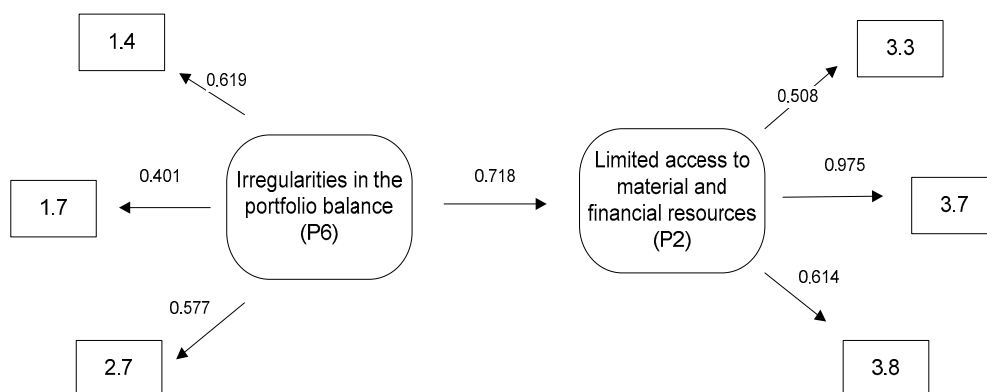 1.4
3.3
0.619
0.508
Irregularities in the
portfolio balance
(P6)
Limited access to
material and
financial resources
(P2)
0.401
0.718
0.975
1.7
3.7
0.577
0.614
2.7
3.8